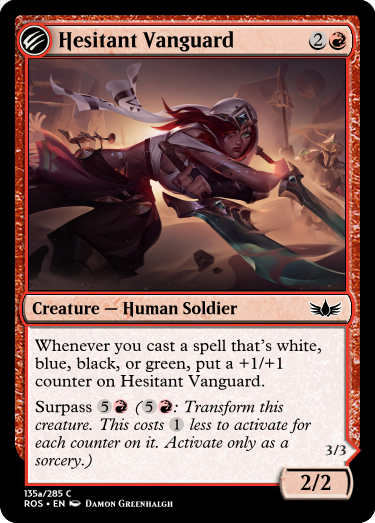 Hesitant Vanguard 2
Creature — Human Soldier
Whenever you cast a spell that's white,
blue, black, or green, put a +1/+1
counter on Hesitant Vanguard.
Surpass 5 (5: Transform this
creature. This costs 1 less to activate for
each counter on it. Activate only as a
sorcery.)
3/3
2/2
135a/285 C
ROS • EN Damon Greenhalgh